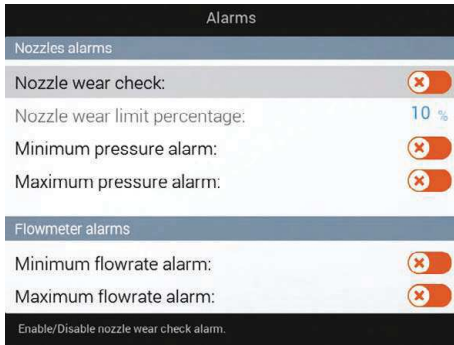 Alarms
Nozzles alarms
Nozzle wear check:
Nozzle wear limit percentage: 10 %
Minimum pressure alarm:
Maximum pressure alarm:
Flowmeter alarms
Minimum flowrate alarm:
Maximum flowrate alarm:
Enable/Disable nozzle wear check alarm.